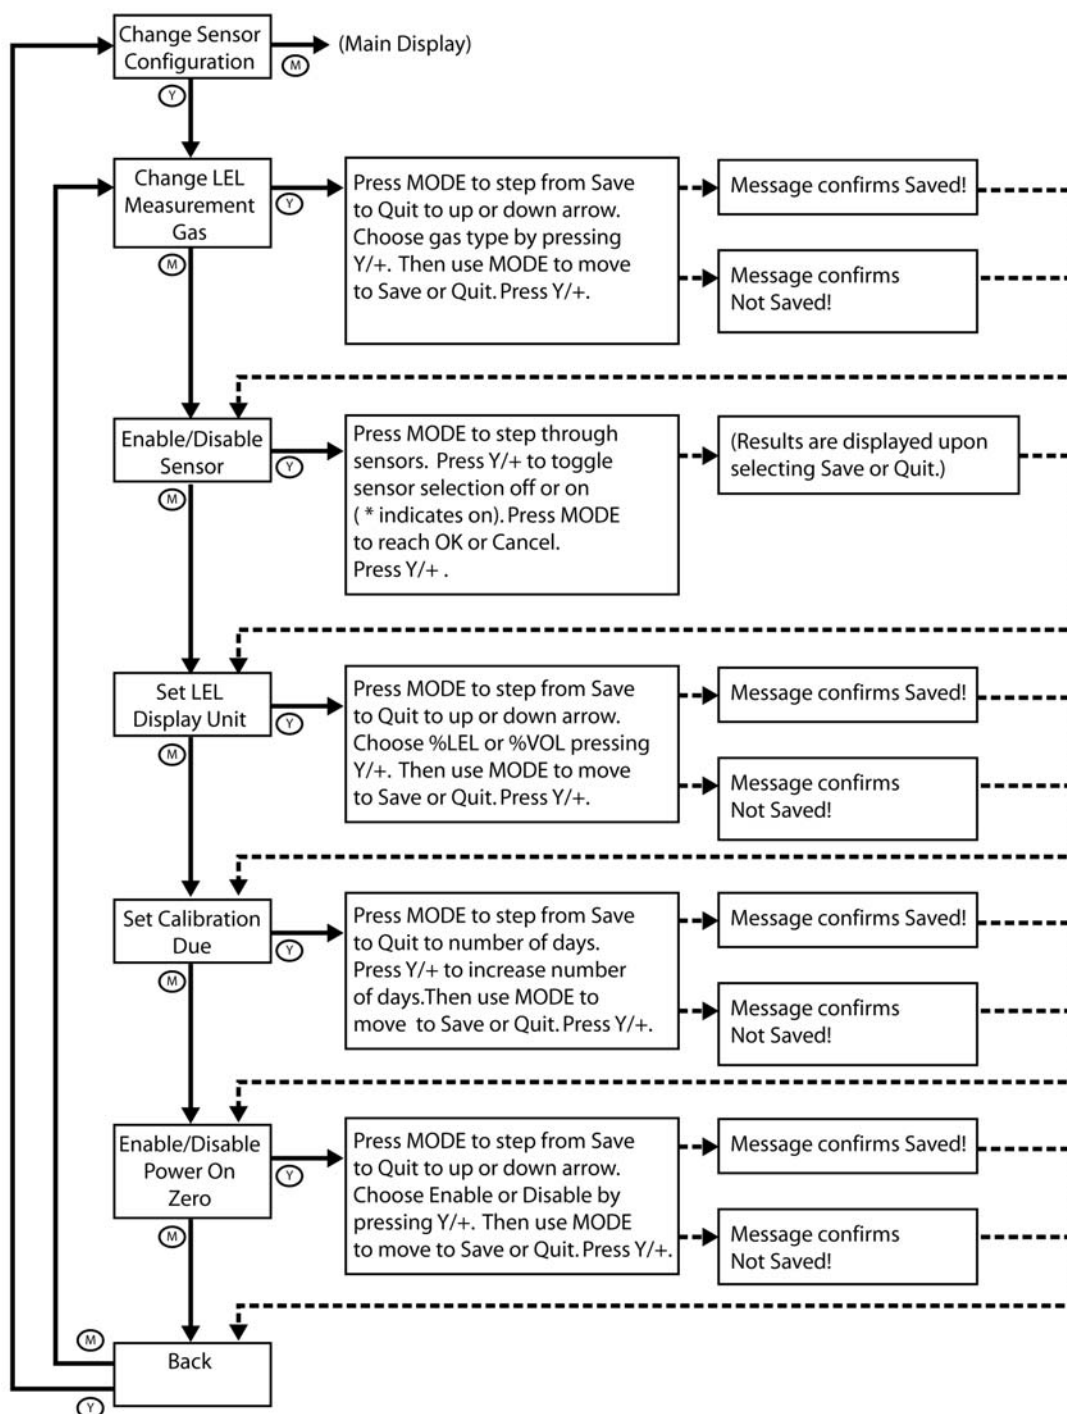 Change Sensor
Configuration
M
(Main Display)
Y
Change LEL
Measurement
Gas
Y
M
Press MODE to step from Save
to Quit to up or down arrow.
Choose gas type by pressing
Y/+. Then use MODE to move
to Save or Quit. Press Y/+.
Message confirms Saved!
Message confirms
Not Saved!
Enable/Disable
Sensor
Y
M
Press MODE to step through
sensors. Press Y/+ to toggle
sensor selection off or on
( * indicates on). Press MODE
to reach OK or Cancel.
Press Y/+ .
(Results are displayed upon
selecting Save or Quit.)
Set LEL
Display Unit
Y
M
Press MODE to step from Save
to Quit to up or down arrow.
Choose %LEL or %VOL pressing
Y/+. Then use MODE to move
to Save or Quit. Press Y/+.
Message confirms Saved!
Message confirms
Not Saved!
Set Calibration
Due
Y
M
Press MODE to step from Save
to Quit to number of days.
Press Y/+ to increase number
of days.Then use MODE to
move to Save or Quit. Press Y/+.
Message confirms Saved!
Message confirms
Not Saved!
Enable/Disable
Power On
Zero
Y
M
Press MODE to step from Save
to Quit to up or down arrow.
Choose Enable or Disable by
pressing Y/+. Then use MODE
to move to Save or Quit. Press Y/+.
Message confirms Saved!
Message confirms
Not Saved!
M
Back
Y